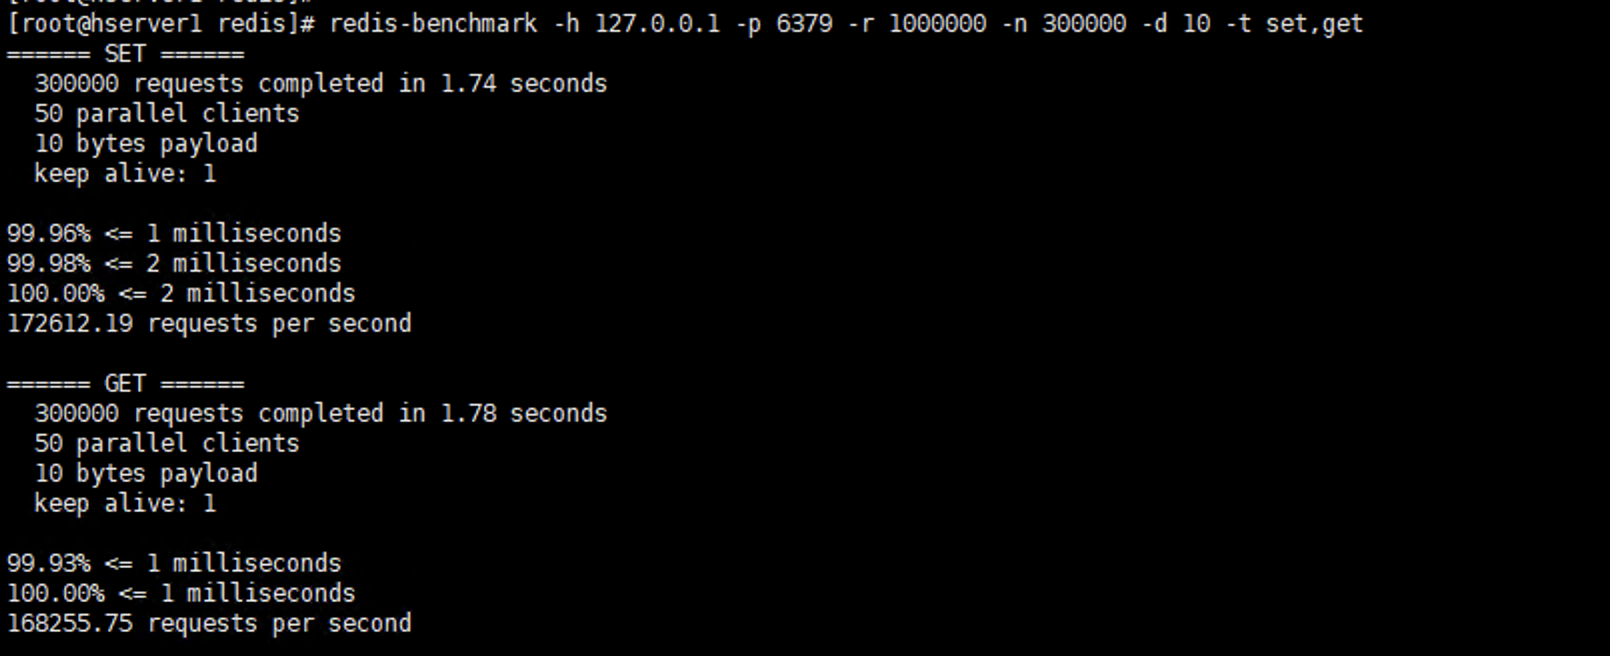 [root@hserver1 redis]#
[root@hserver1 redis]# redis-benchmark -h 127.0.0.1 -p 6379 -r 1000000 -n 300000 -d 10 -t set,get
====== SET ======
300000 requests completed in 1.74 seconds
50 parallel clients
10 bytes payload
keep alive: 1
99.96% <= 1 milliseconds
99.98% <= 2 milliseconds
100.00% <= 2 milliseconds
172612.19 requests per second
====== GET ======
300000 requests completed in 1.78 seconds
50 parallel clients
10 bytes payload
keep alive: 1
99.93% <= 1 milliseconds
100.00% <= 1 milliseconds
168255.75 requests per second